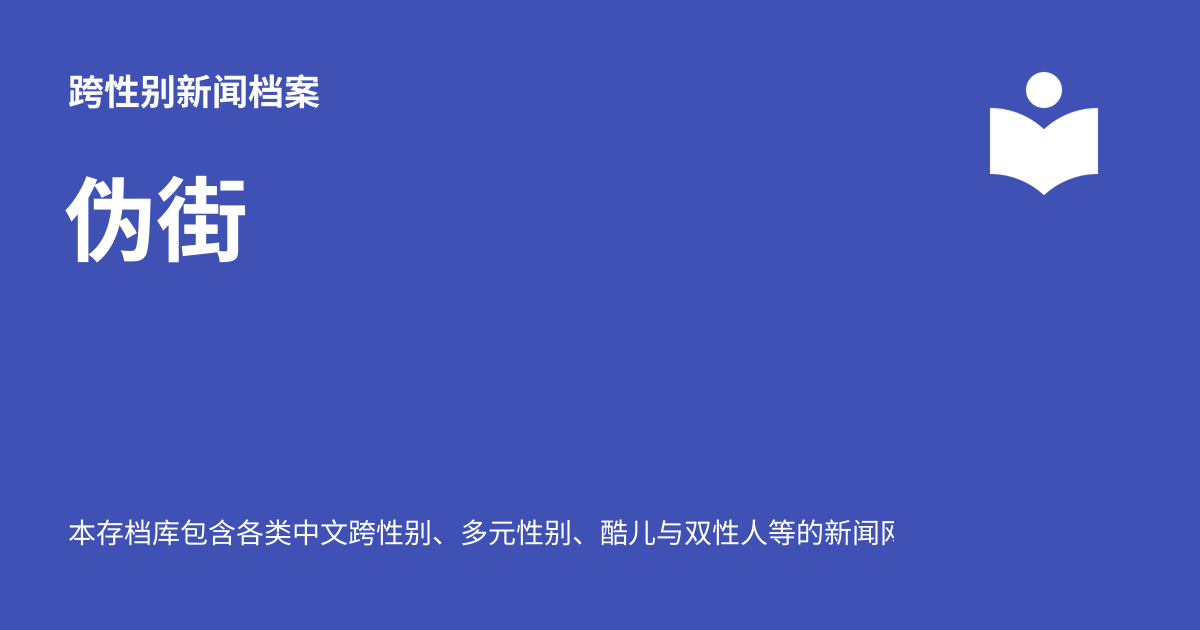 跨性别新闻档案
伪街
本存档库包含各类中文跨性别、多元性别、酷儿与双性人等的新闻